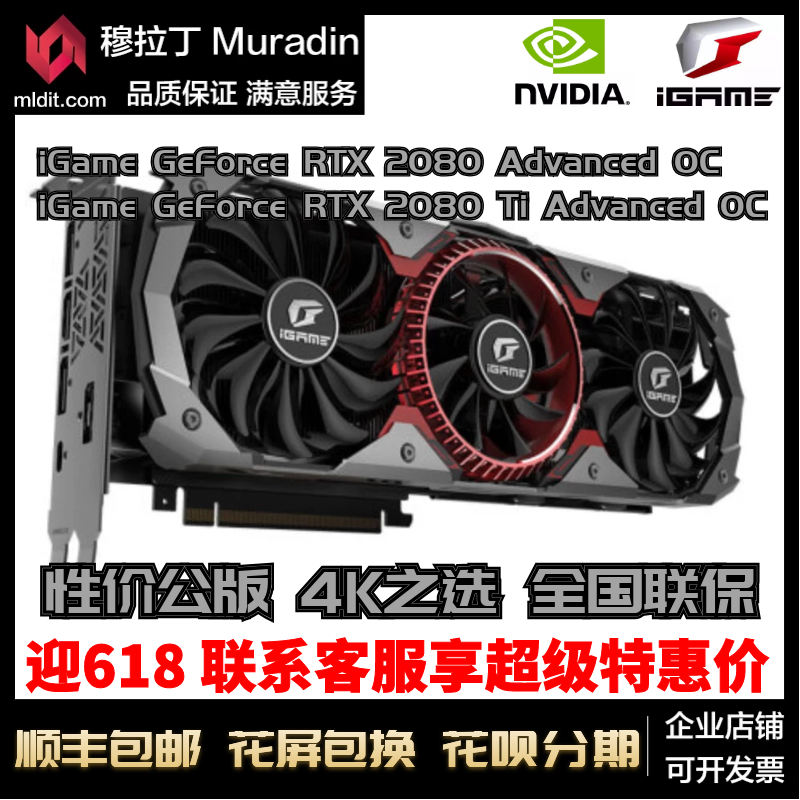 穆拉丁 Muradin
mldit.com
品质保证 满意服务
NVIDIA.
iGAME
iGame GeForce RTX 2080 Advanced OC
iGame GeForce RTX 2080 Ti Advanced OC
iGAME
iGAME
iGAME
性价公版 4K之选 全国联保
迎618 联系客服享超级特惠价
顺丰包邮 花屏包换 花呗分期
企业店铺
可开发票